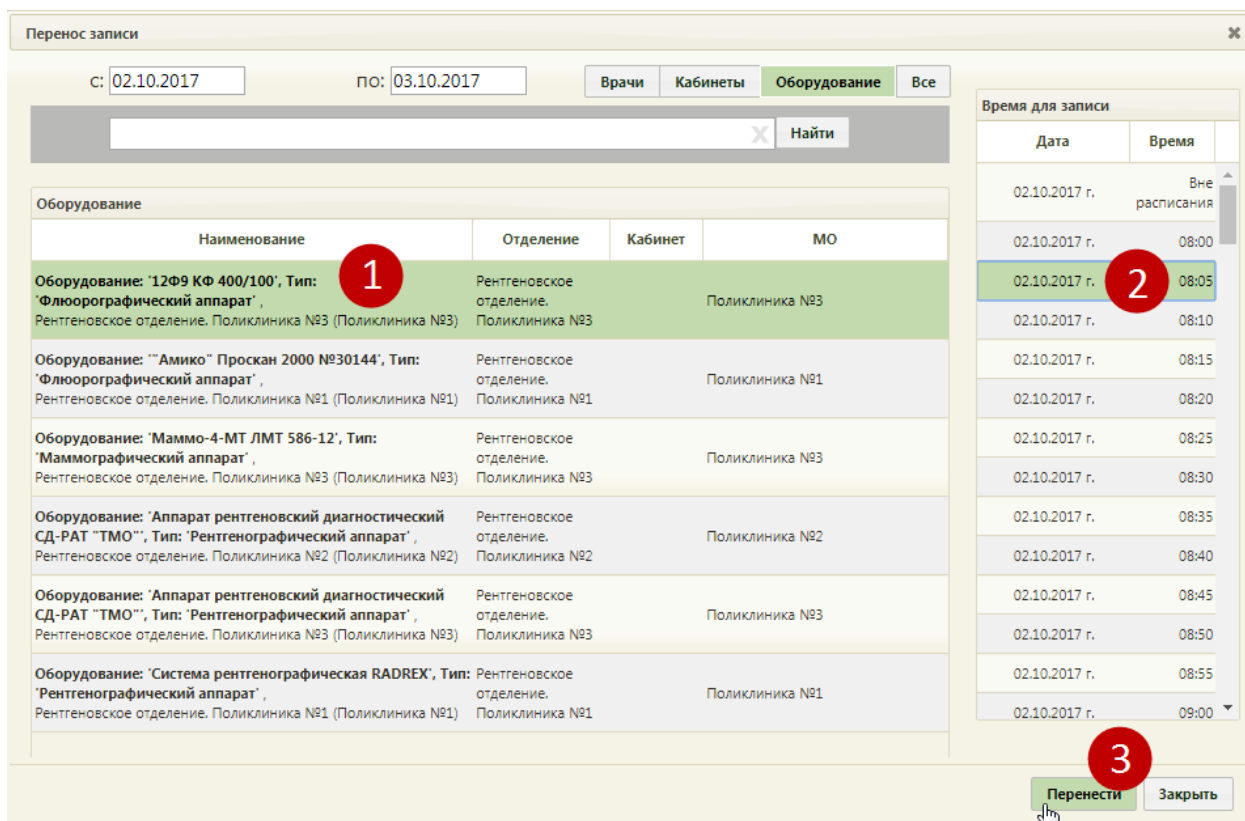 Перенос записи
с: 02.10.2017 по: 03.10.2017 Врачи Кабинеты Оборудование Все
Найти
Оборудование
Наименование Отделение Кабинет МО
Оборудование: '12Ф9 КФ 400/100', Тип:
'Флюорографический аппарат' ,
Рентгеновское отделение. Поликлиника №3 (Поликлиника №3)
Рентгеновское
отделение.
Поликлиника №3
Поликлиника №3
1
Оборудование: '"Амико" Проскан 2000 №30144', Тип:
'Флюорографический аппарат' ,
Рентгеновское отделение. Поликлиника №1 (Поликлиника №1)
Рентгеновское
отделение.
Поликлиника №1
Поликлиника №1
Оборудование: 'Маммо-4-МТ ЛМТ 586-12', Тип:
'Маммографический аппарат' ,
Рентгеновское отделение. Поликлиника №3 (Поликлиника №3)
Рентгеновское
отделение.
Поликлиника №3
Поликлиника №3
Оборудование: 'Аппарат рентгеновский диагностический
СД-РАТ "ТМО"', Тип: 'Рентгенографический аппарат' ,
Рентгеновское отделение. Поликлиника №2 (Поликлиника №2)
Рентгеновское
отделение.
Поликлиника №2
Поликлиника №2
Оборудование: 'Аппарат рентгеновский диагностический
СД-РАТ "ТМО"', Тип: 'Рентгенографический аппарат' ,
Рентгеновское отделение. Поликлиника №3 (Поликлиника №3)
Рентгеновское
отделение.
Поликлиника №3
Поликлиника №3
Оборудование: 'Система рентгенографическая RADREX', Тип:
'Рентгенографический аппарат' ,
Рентгеновское отделение. Поликлиника №1 (Поликлиника №1)
Рентгеновское
отделение.
Поликлиника №1
Поликлиника №1
Время для записи
Дата Время
02.10.2017 г. Вне
расписания
02.10.2017 г. 08:00
02.10.2017 г. 2 08:05
02.10.2017 г. 08:10
02.10.2017 г. 08:15
02.10.2017 г. 08:20
02.10.2017 г. 08:25
02.10.2017 г. 08:30
02.10.2017 г. 08:35
02.10.2017 г. 08:40
02.10.2017 г. 08:45
02.10.2017 г. 08:50
02.10.2017 г. 08:55
02.10.2017 г. 09:00
3
Перенести Закрыть